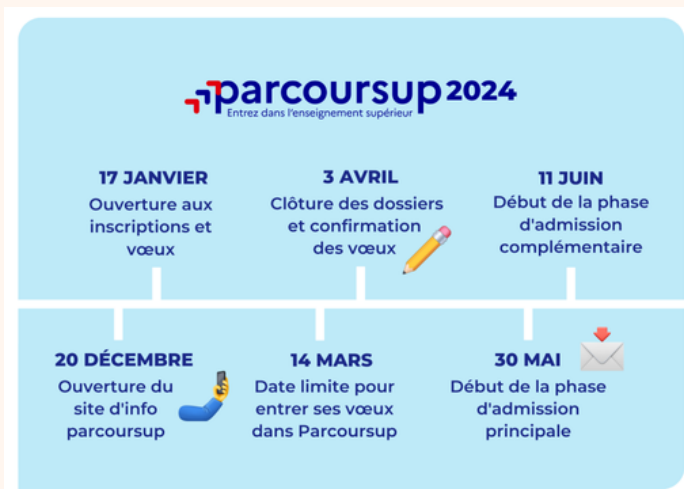 parcoursup 2024
Entrez dans l'enseignement supérieur
17 JANVIER
Ouverture aux
inscriptions et
vœux
3 AVRIL
Clôture des dossiers
et confirmation
des vœux
11 JUIN
Début de la phase
d'admission
complémentaire
20 DÉCEMBRE
Ouverture du
site d'info
parcoursup
14 MARS
Date limite pour
entrer ses vœux
dans Parcoursup
30 MAI
Début de la phase
d'admission
principale